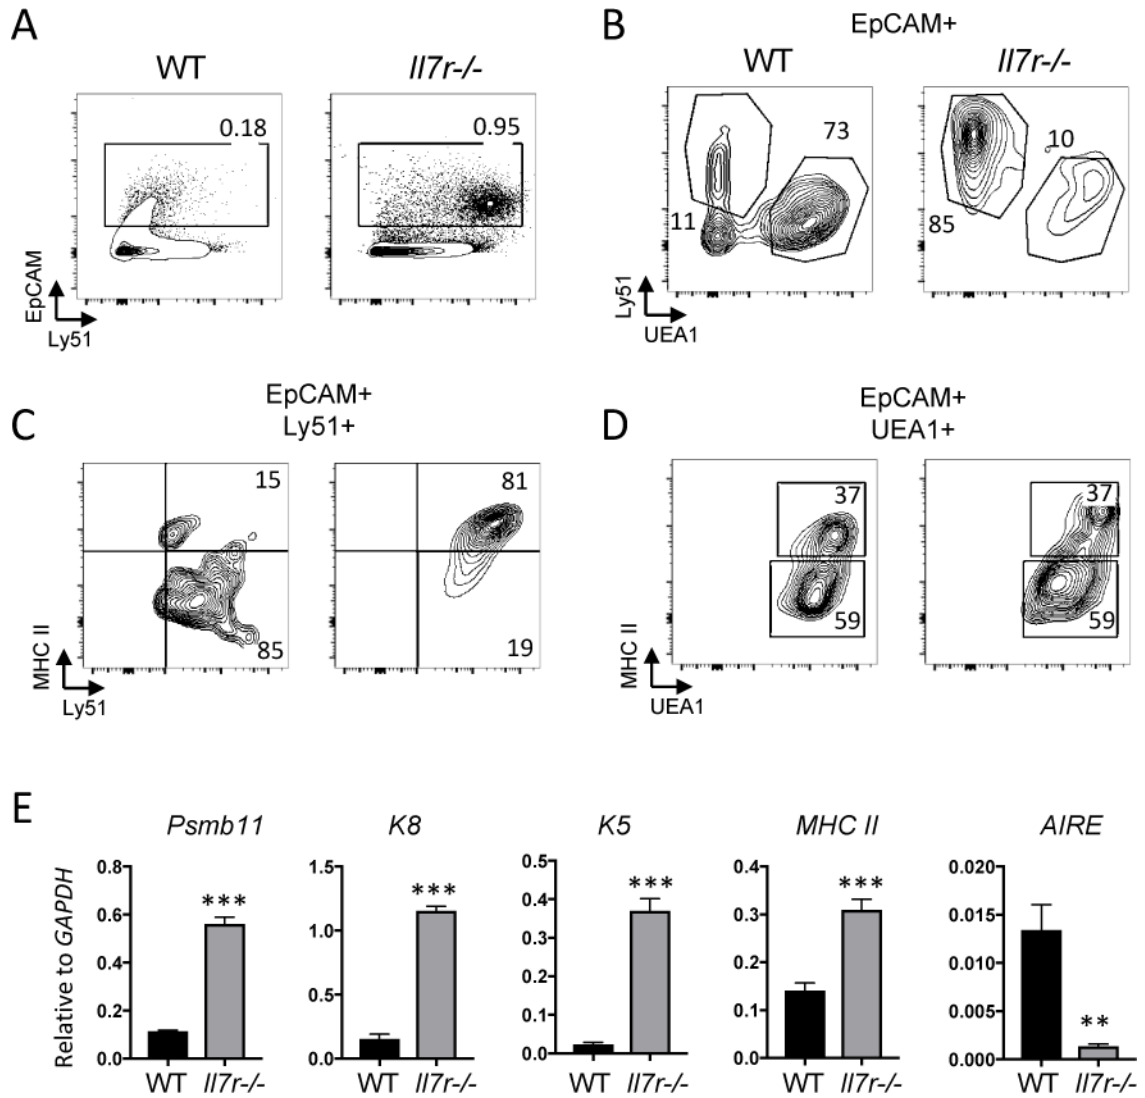 A
WT
Il7r-/-
0.18
0.95
EpCAM
Ly51
B
EpCAM+
WT
Il7r-/-
73
11
10
85
Ly51
UEA1
C
EpCAM+
Ly51+
15
85
81
19
MHC II
Ly51
D
EpCAM+
UEA1+
37
59
37
59
MHC II
UEA1
E
Relative to GAPDH
Psmb11
0.8
0.6
0.4
0.2
0.0
***
WT Il7r-/-
K8
1.5
1.0
0.5
0.0
***
WT Il7r-/-
K5
0.5
0.4
0.3
0.2
0.1
0.0
***
WT Il7r-/-
MHC II
0.4
0.3
0.2
0.1
0.0
***
WT Il7r-/-
AIRE
0.020
0.015
0.010
0.005
0.000
**
WT Il7r-/-